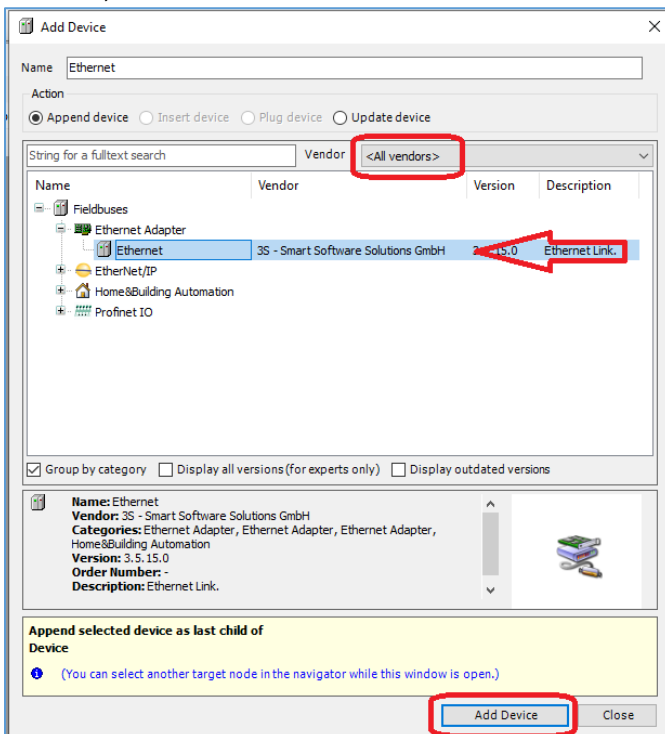 Add Device
Name Ethernet
Action
Append device Insert device Plug device Update device
String for a fulltext search Vendor <All vendors>
Name Vendor Version Description
Fieldbuses
Ethernet Adapter
Ethernet 3S - Smart Software Solutions GmbH 15.0 Ethernet Link.
EtherNet/IP
Home&Building Automation
Profinet IO
Group by category Display all versions (for experts only) Display outdated versions
Name: Ethernet
Vendor: 3S - Smart Software Solutions GmbH
Categories: Ethernet Adapter, Ethernet Adapter, Ethernet Adapter,
Home&Building Automation
Version: 3.5.15.0
Order Number: -
Description: Ethernet Link.
Append selected device as last child of
Device
(You can select another target node in the navigator while this window is open.)
Add Device Close